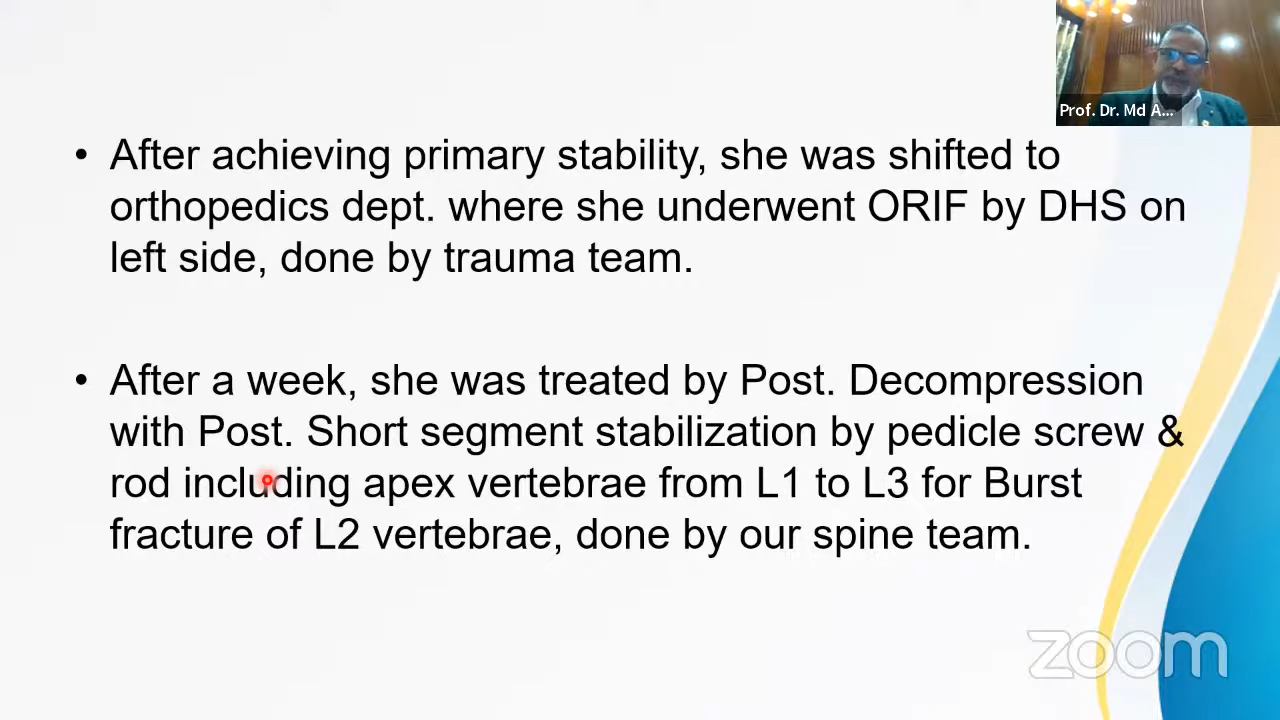 Prof. Dr. Md A...
• After achieving primary stability, she was shifted to
orthopedics dept. where she underwent ORIF by DHS on
left side, done by trauma team.
• After a week, she was treated by Post. Decompression
with Post. Short segment stabilization by pedicle screw &
rod including apex vertebrae from L1 to L3 for Burst
fracture of L2 vertebrae, done by our spine team.
zoom